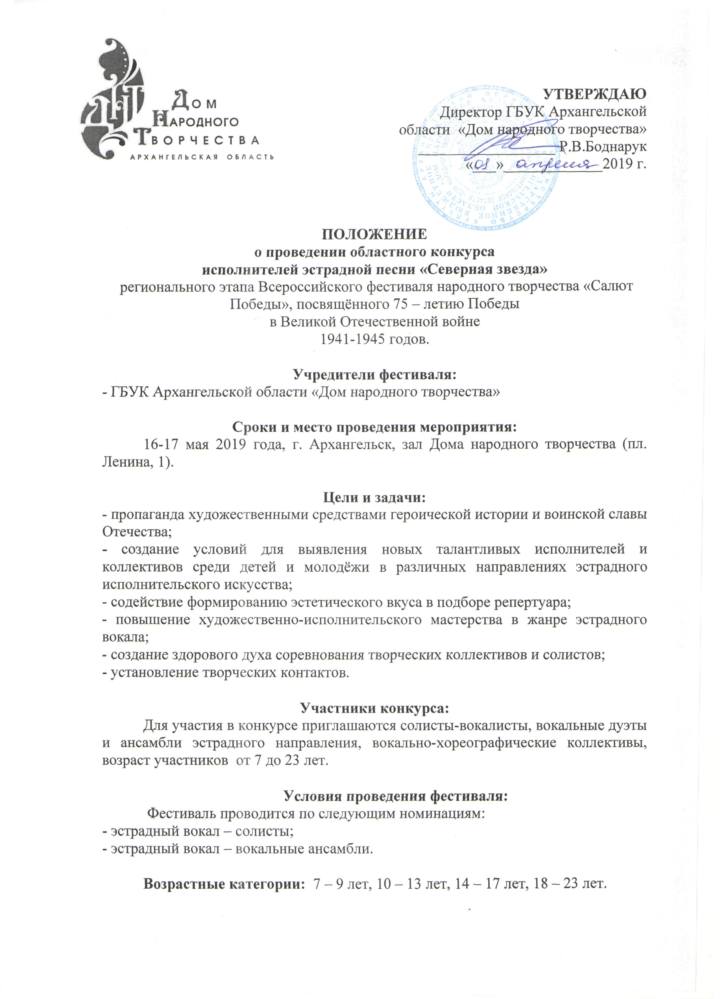 Дом
Народного
Творчества
АРХАНГЕЛЬСКАЯ ОБЛАСТЬ
УТВЕРЖДАЮ
Директор ГБУК Архангельской
области «Дом народного творчества»
Р.В.Боднарук
«01» апреля 2019 г.
ПОЛОЖЕНИЕ
о проведении областного конкурса
исполнителей эстрадной песни «Северная звезда»
регионального этапа Всероссийского фестиваля народного творчества «Салют
Победы», посвящённого 75 – летию Победы
в Великой Отечественной войне
1941-1945 годов.
Учредители фестиваля:
- ГБУК Архангельской области «Дом народного творчества»
Сроки и место проведения мероприятия:
16-17 мая 2019 года, г. Архангельск, зал Дома народного творчества (пл.
Ленина, 1).
Цели и задачи:
- пропаганда художественными средствами героической истории и воинской славы
Отечества;
- создание условий для выявления новых талантливых исполнителей и
коллективов среди детей и молодёжи в различных направлениях эстрадного
исполнительского искусства;
- содействие формированию эстетического вкуса в подборе репертуара;
- повышение художественно-исполнительского мастерства в жанре эстрадного
вокала;
- создание здорового духа соревнования творческих коллективов и солистов;
- установление творческих контактов.
Участники конкурса:
Для участия в конкурсе приглашаются солисты-вокалисты, вокальные дуэты
и ансамбли эстрадного направления, вокально-хореографические коллективы,
возраст участников от 7 до 23 лет.
Условия проведения фестиваля:
Фестиваль проводится по следующим номинациям:
- эстрадный вокал – солисты;
- эстрадный вокал – вокальные ансамбли.
Возрастные категории: 7 – 9 лет, 10 – 13 лет, 14 – 17 лет, 18 – 23 лет.